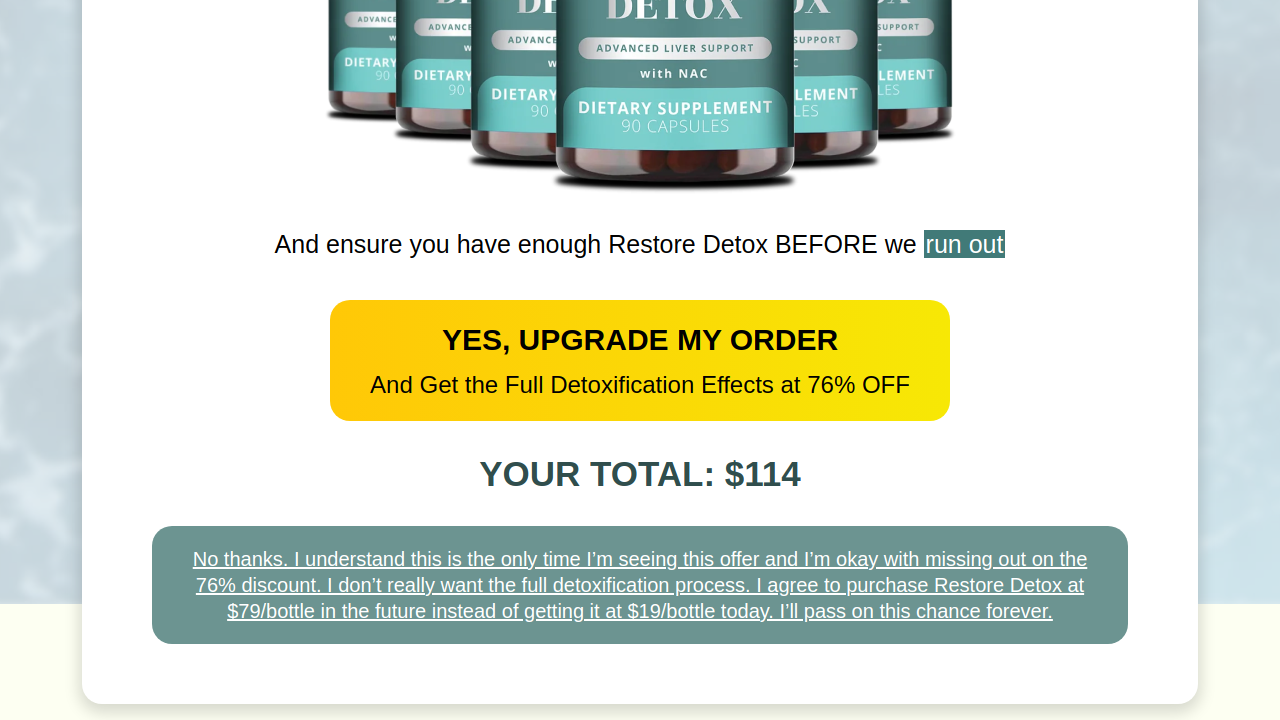 DETOX
ADVANCED LIVER SUPPORT
with NAC
DIETARY SUPPLEMENT
90 CAPSULES
And ensure you have enough Restore Detox BEFORE we run out
YES, UPGRADE MY ORDER
And Get the Full Detoxification Effects at 76% OFF
YOUR TOTAL: $114
No thanks. I understand this is the only time I’m seeing this offer and I’m okay with missing out on the
76% discount. I don’t really want the full detoxification process. I agree to purchase Restore Detox at
$79/bottle in the future instead of getting it at $19/bottle today. I’ll pass on this chance forever.